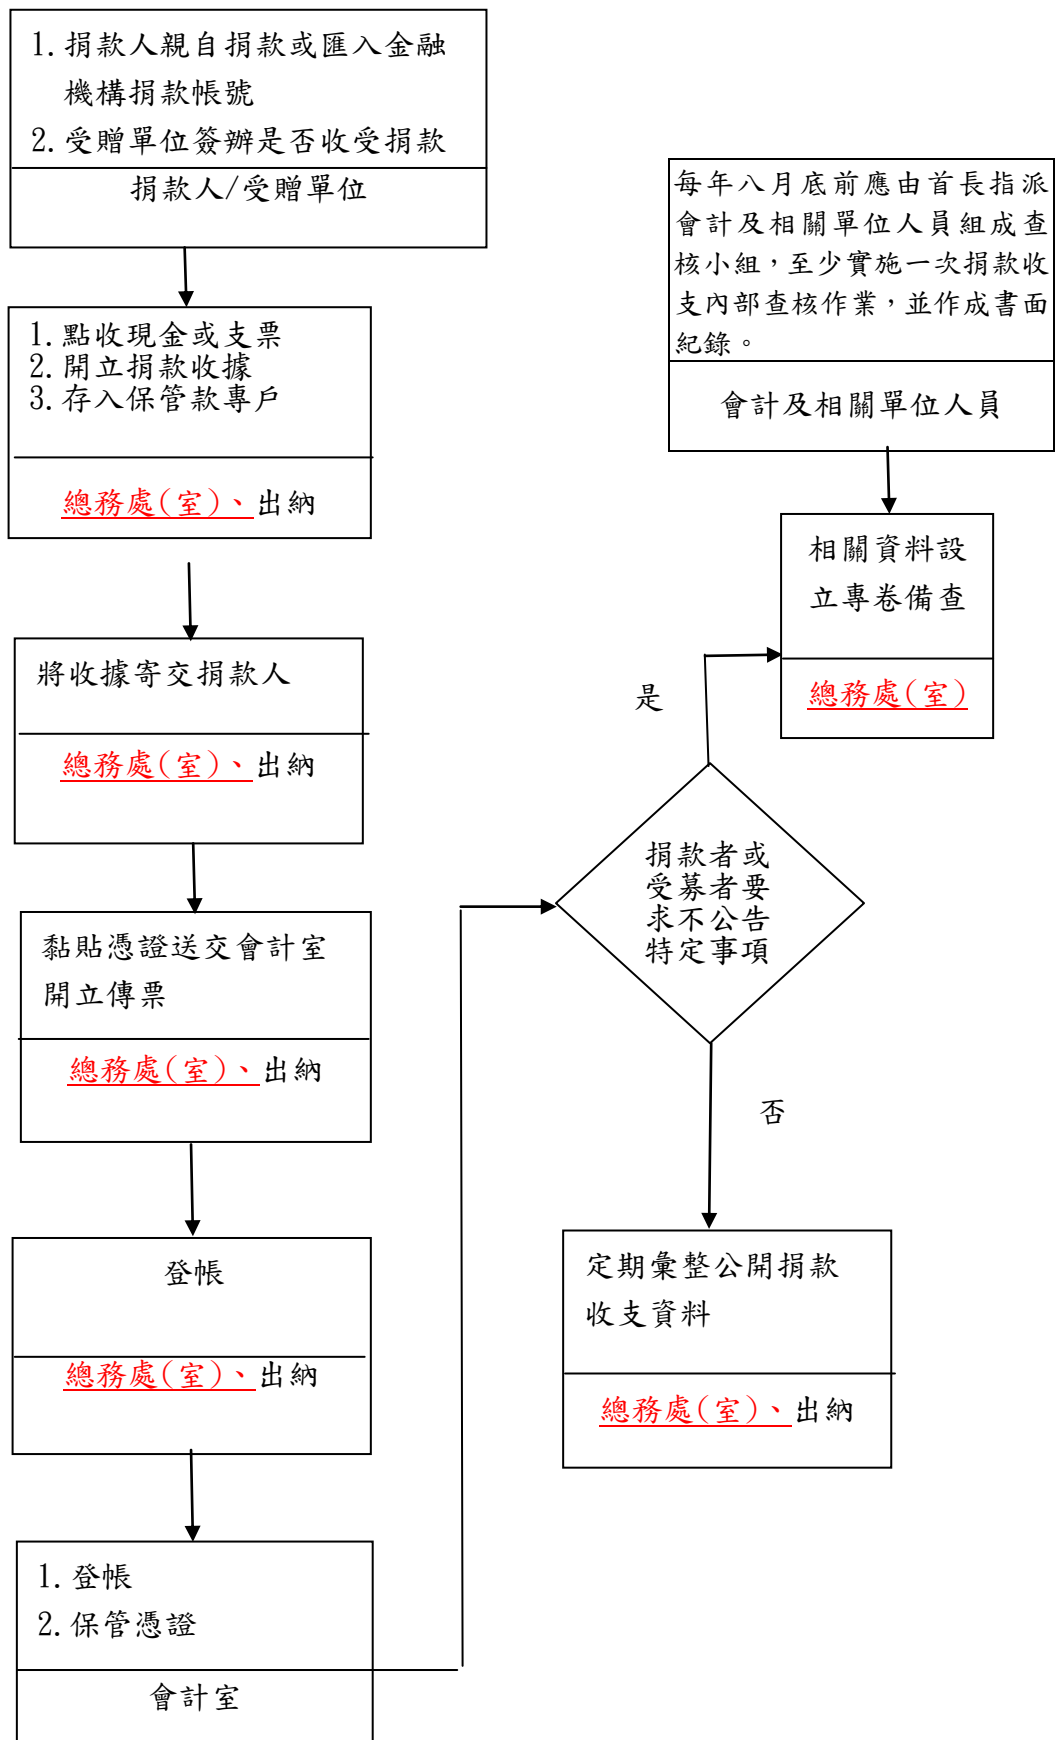 1. 捐款人親自捐款或匯入金融
機構捐款帳號
2. 受贈單位簽辦是否收受捐款
捐款人/受贈單位
1. 點收現金或支票
2. 開立捐款收據
3. 存入保管款專戶
總務處(室)、出納
將收據寄交捐款人
總務處(室)、出納
黏貼憑證送交會計室
開立傳票
總務處(室)、出納
登帳
總務處(室)、出納
1. 登帳
2. 保管憑證
會計室
每年八月底前應由首長指派
會計及相關單位人員組成查
核小組，至少實施一次捐款收
支內部查核作業，並作成書面
紀錄。
會計及相關單位人員
相關資料設
立專卷備查
總務處(室)
是
捐款者或
受募者要
求不公告
特定事項
否
定期彙整公開捐款
收支資料
總務處(室)、出納